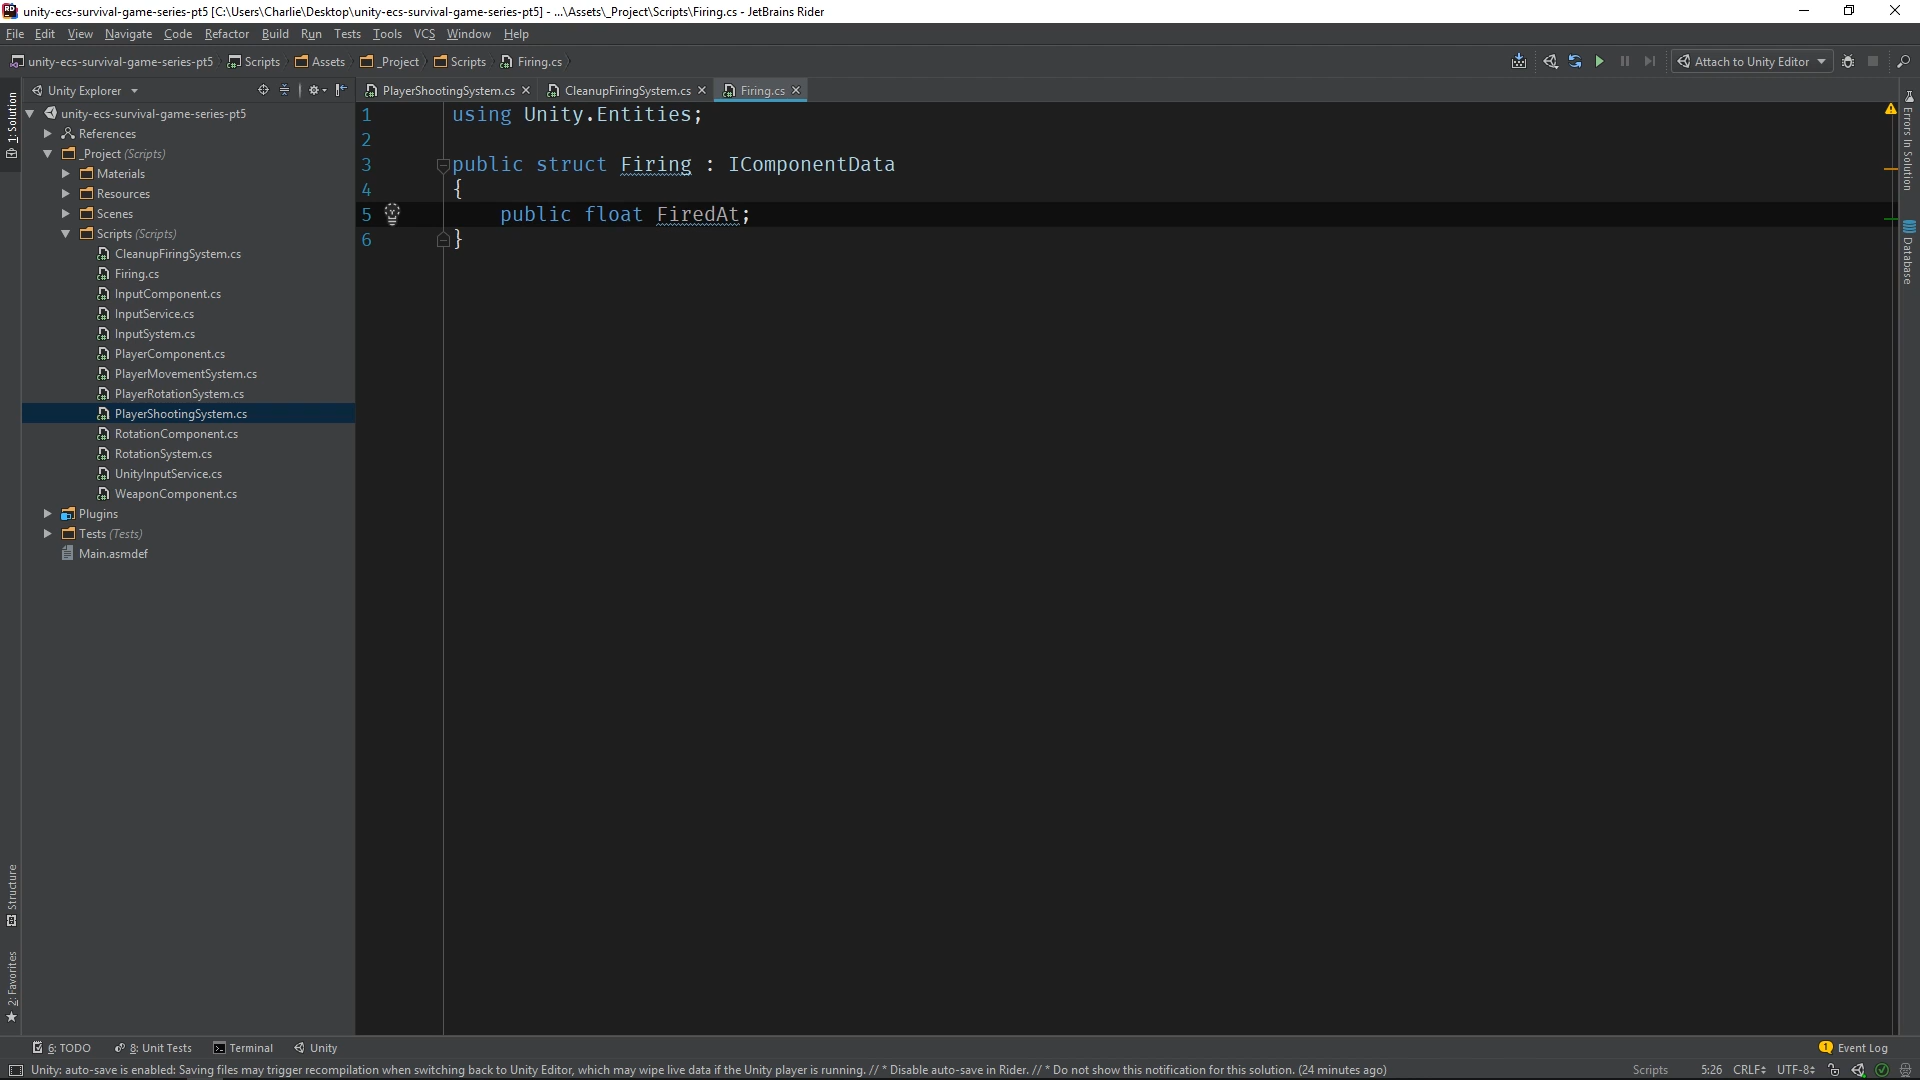 unity-ecs-survival-game-series-pt5 [C:\Users\Charlie\Desktop\unity-ecs-survival-game-series-pt5] - ...\Assets\_Project\Scripts\Firing.cs - JetBrains Rider
File Edit View Navigate Code Refactor Build Run Tests Tools VCS Window Help
unity-ecs-survival-game-series-pt5 Scripts Assets _Project Scripts Firing.cs Attach to Unity Editor
Unity Explorer
PlayerShootingSystem.cs CleanupFiringSystem.cs Firing.cs
unity-ecs-survival-game-series-pt5
References
_Project (Scripts)
Materials
Resources
Scenes
Scripts (Scripts)
CleanupFiringSystem.cs
Firing.cs
InputComponent.cs
InputService.cs
InputSystem.cs
PlayerComponent.cs
PlayerMovementSystem.cs
PlayerRotationSystem.cs
PlayerShootingSystem.cs
RotationComponent.cs
RotationSystem.cs
UnityInputService.cs
WeaponComponent.cs
Plugins
Tests (Tests)
Main.asmdef
1 using Unity.Entities;
2
3 public struct Firing : IComponentData
4 {
5 public float FiredAt;
6 }
1: Solution
Structure
2: Favorites
Errors In Solution
Database
6: TODO 8: Unit Tests Terminal Unity 1 Event Log
Unity: auto-save is enabled: Saving files may trigger recompilation when switching back to Unity Editor, which may wipe live data if the Unity player is running. // * Disable auto-save in Rider. // * Do not show this notification for this solution. (24 minutes ago) Scripts 5:26 CRLF UTF-8